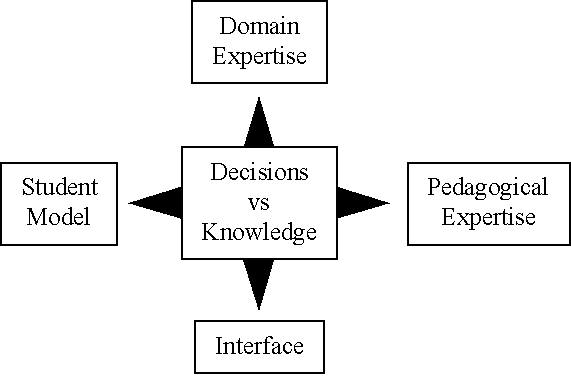 Domain
Expertise
Student
Model
Decisions
vs
Knowledge
Pedagogical
Expertise
Interface